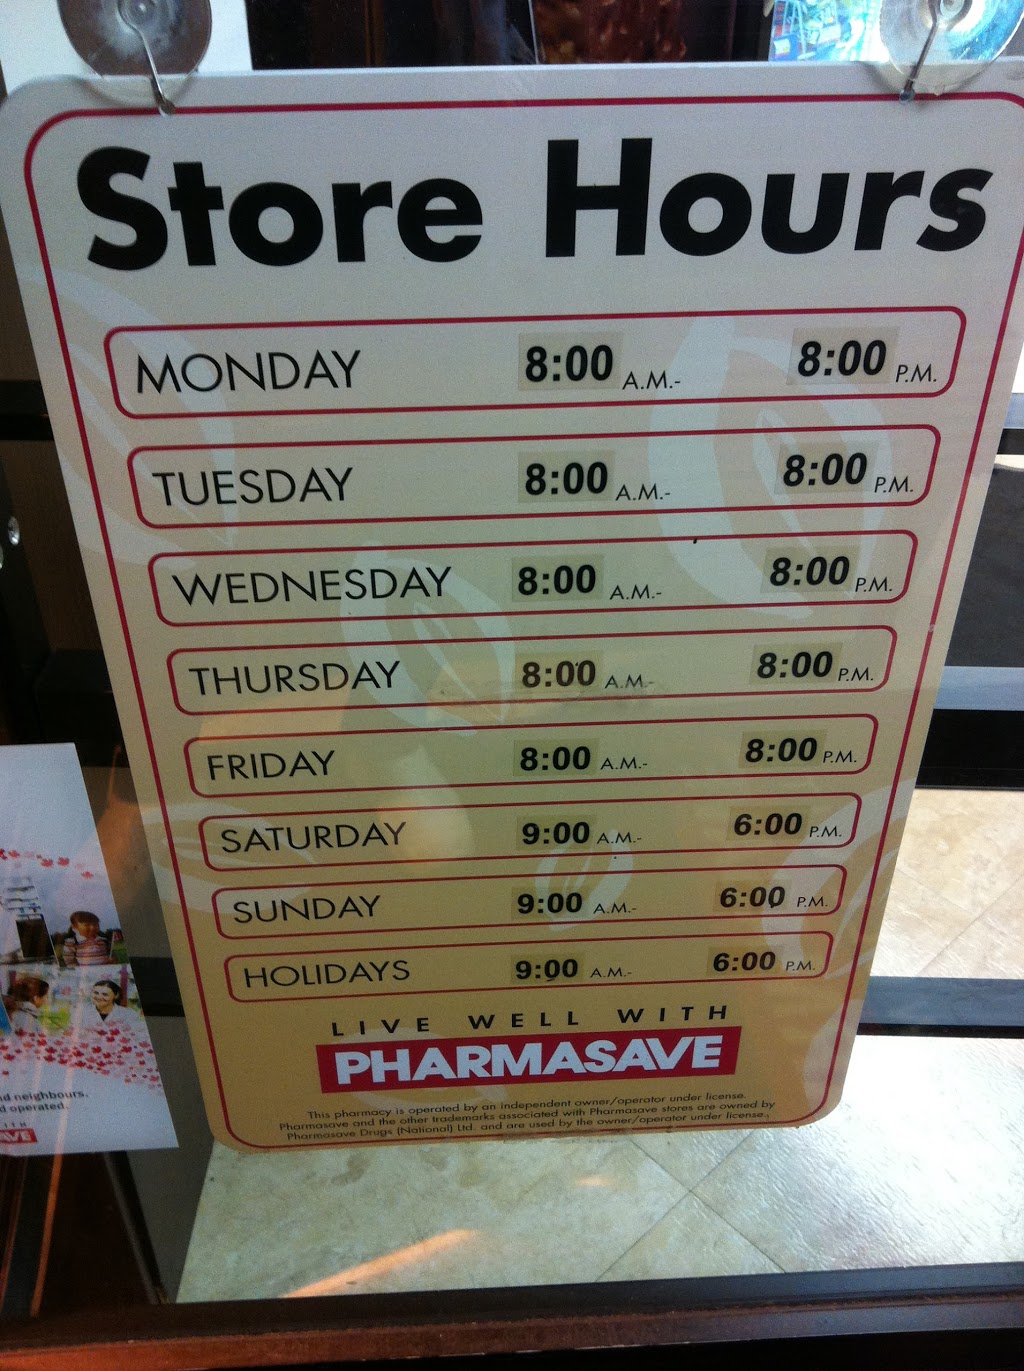 Store Hours
MONDAY 8:00 A.M.- 8:00 P.M.
TUESDAY 8:00 A.M.- 8:00 P.M.
WEDNESDAY 8:00 A.M.- 8:00 P.M.
THURSDAY 8:00 A.M.- 8:00 P.M.
FRIDAY 8:00 A.M.- 8:00 P.M.
SATURDAY 9:00 A.M.- 6:00 P.M.
SUNDAY 9:00 A.M.- 6:00 P.M.
HOLIDAYS 9:00 A.M.- 6:00 P.M.
LIVE WELL WITH
PHARMASAVE
This pharmacy is operated by an independent owner/operator under license.
Pharmasave and the other trademarks associated with Pharmasave stores are owned by
Pharmasave Drugs (National) Ltd. and are used by the owner/operator under license.
neighbours.
operated.